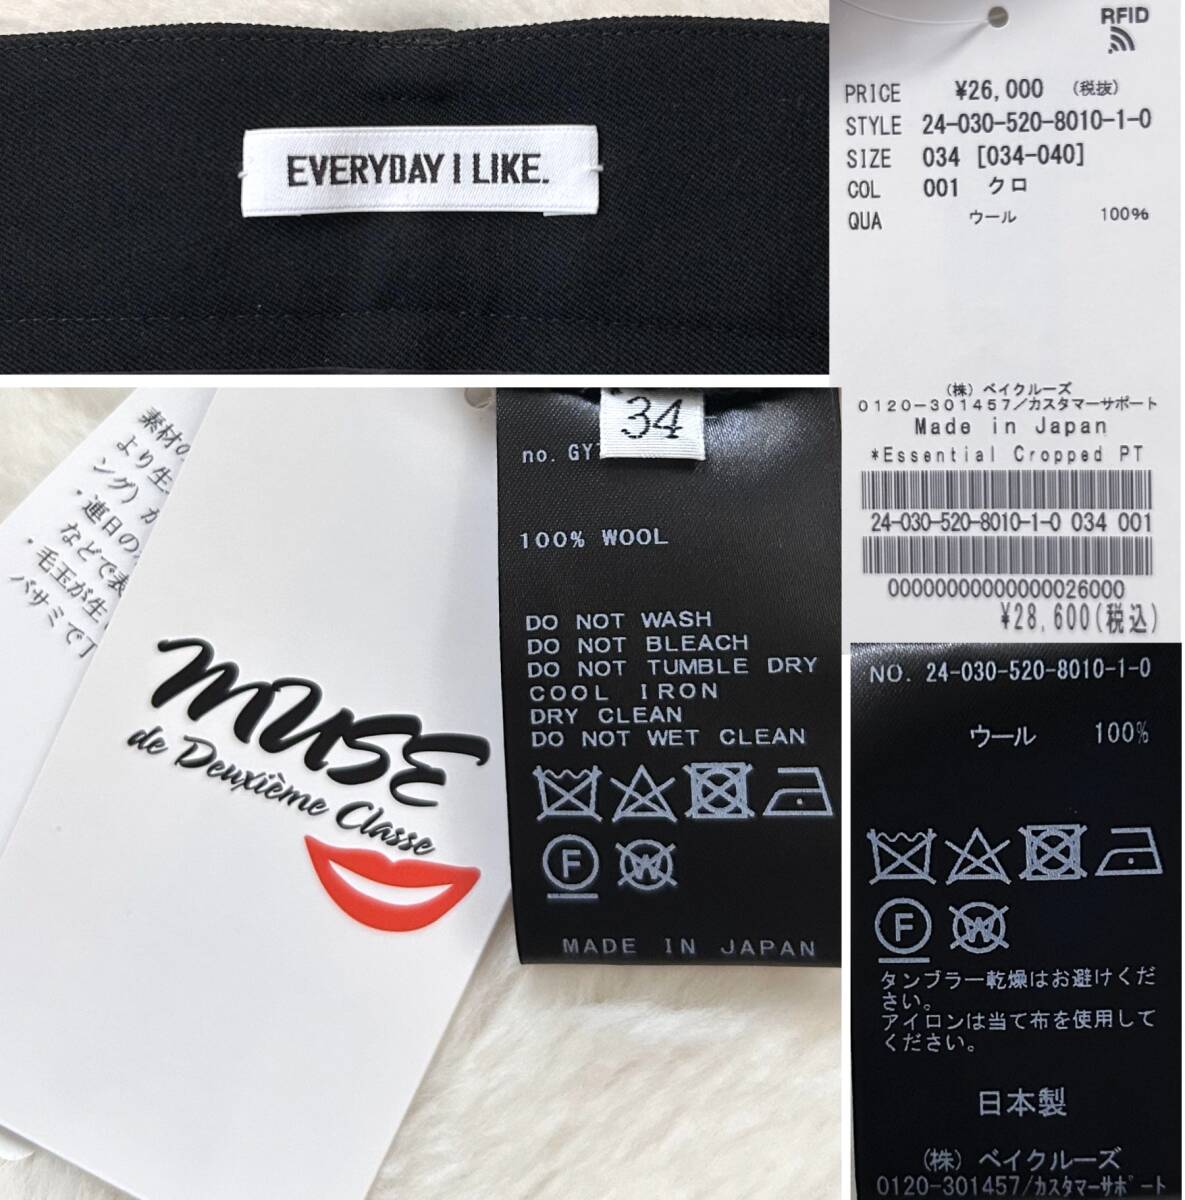 EVERYDAY I LIKE.
RFID
PRICE ¥26,000 (税抜)
STYLE 24-030-520-8010-1-0
SIZE 034 [034-040]
COL 001 クロ
QUA ウール 100%
(株) ベイクルーズ
0120-301457/カスタマーサポート
Made in Japan
*Essential Cropped PT
24-030-520-8010-1-0 034 001
00000000000000026000
¥28,600(税込)
素材の
より生
ング) が
・連日の
などで表
・毛玉が生
バサミで丁
MUSE
de Deuxième Classe
34
no. GY
100% WOOL
DO NOT WASH
DO NOT BLEACH
DO NOT TUMBLE DRY
COOL IRON
DRY CLEAN
DO NOT WET CLEAN
F W
MADE IN JAPAN
NO. 24-030-520-8010-1-0
ウール 100%
F W
タンブラー乾燥はお避けくだ
さい。
アイロンは当て布を使用して
ください。
日本製
(株) ベイクルーズ
0120-301457/カスタマーサポート